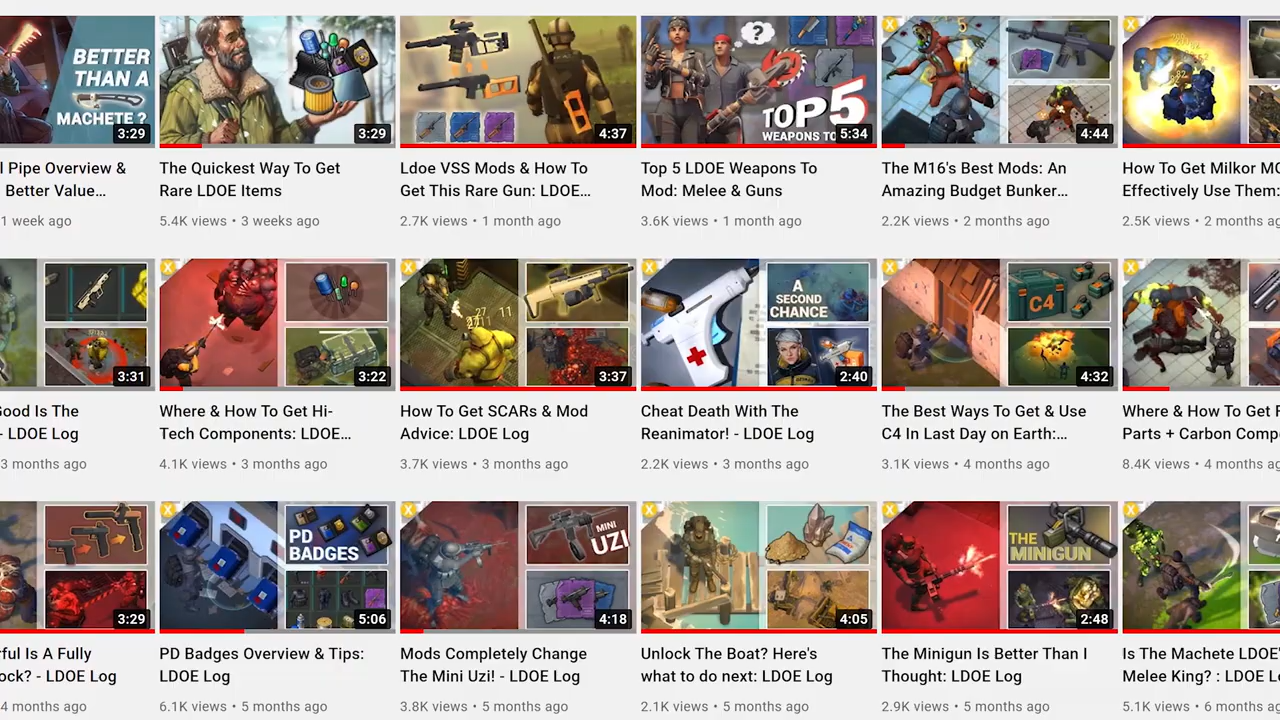 BETTER
THAN A
MACHETE ?
3:29
3:29
4:37
TOP 5
WEAPONS TO
5:34
4:44
l Pipe Overview &
Better Value...
1 week ago
The Quickest Way To Get
Rare LDOE Items
5.4K views • 3 weeks ago
Ldoe VSS Mods & How To
Get This Rare Gun: LDOE...
2.7K views • 1 month ago
Top 5 LDOE Weapons To
Mod: Melee & Guns
3.6K views • 1 month ago
The M16's Best Mods: An
Amazing Budget Bunker...
2.2K views • 2 months ago
How To Get Milkor MG
Effectively Use Them:
2.5K views • 2 months ago
3:31
3:22
27 11
271
3:37
A
SECOND
CHANCE
2:40
C4
4:32
Good Is The
- LDOE Log
3 months ago
Where & How To Get Hi-
Tech Components: LDOE...
4.1K views • 3 months ago
How To Get SCARs & Mod
Advice: LDOE Log
3.7K views • 3 months ago
Cheat Death With The
Reanimator! - LDOE Log
2.2K views • 3 months ago
The Best Ways To Get & Use
C4 In Last Day on Earth:...
3.1K views • 4 months ago
Where & How To Get F
Parts + Carbon Comp
8.4K views • 4 months ag
3:29
PD
BADGES
5:06
MINI
UZI
4:18
4:05
THE
MINIGUN
2:48
rful Is A Fully
ock? - LDOE Log
4 months ago
PD Badges Overview & Tips:
LDOE Log
6.1K views • 5 months ago
Mods Completely Change
The Mini Uzi! - LDOE Log
3.8K views • 5 months ago
Unlock The Boat? Here's
what to do next: LDOE Log
2.1K views • 5 months ago
The Minigun Is Better Than I
Thought: LDOE Log
2.9K views • 5 months ago
Is The Machete LDOE'
Melee King? : LDOE Lo
5.1K views • 6 months ag